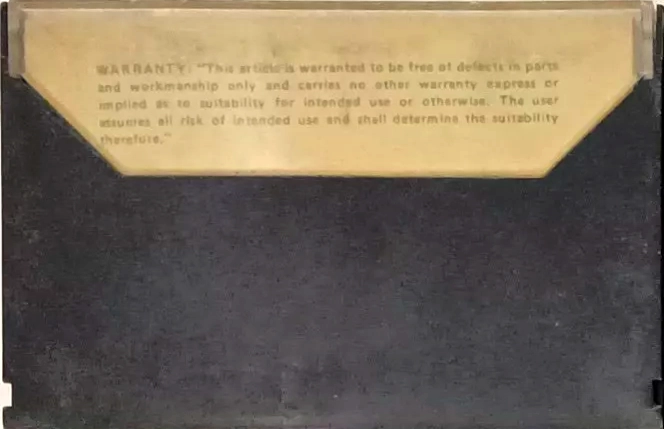 WARRANTY: "This article is warranted to be free of defects in parts
and workmanship only and carries no other warranty express or
implied as to suitability for intended use or otherwise. The user
assumes all risk of intended use and shall determine the suitability
therefore."